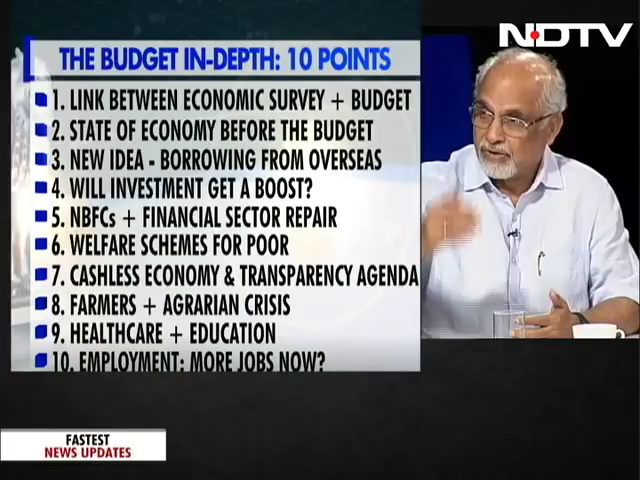 NDTV
THE BUDGET IN-DEPTH: 10 POINTS
1. LINK BETWEEN ECONOMIC SURVEY + BUDGET
2. STATE OF ECONOMY BEFORE THE BUDGET
3. NEW IDEA - BORROWING FROM OVERSEAS
4. WILL INVESTMENT GET A BOOST?
5. NBFCs + FINANCIAL SECTOR REPAIR
6. WELFARE SCHEMES FOR POOR
7. CASHLESS ECONOMY & TRANSPARENCY AGENDA
8. FARMERS + AGRARIAN CRISIS
9. HEALTHCARE + EDUCATION
10. EMPLOYMENT: MORE JOBS NOW?
FASTEST
NEWS UPDATES